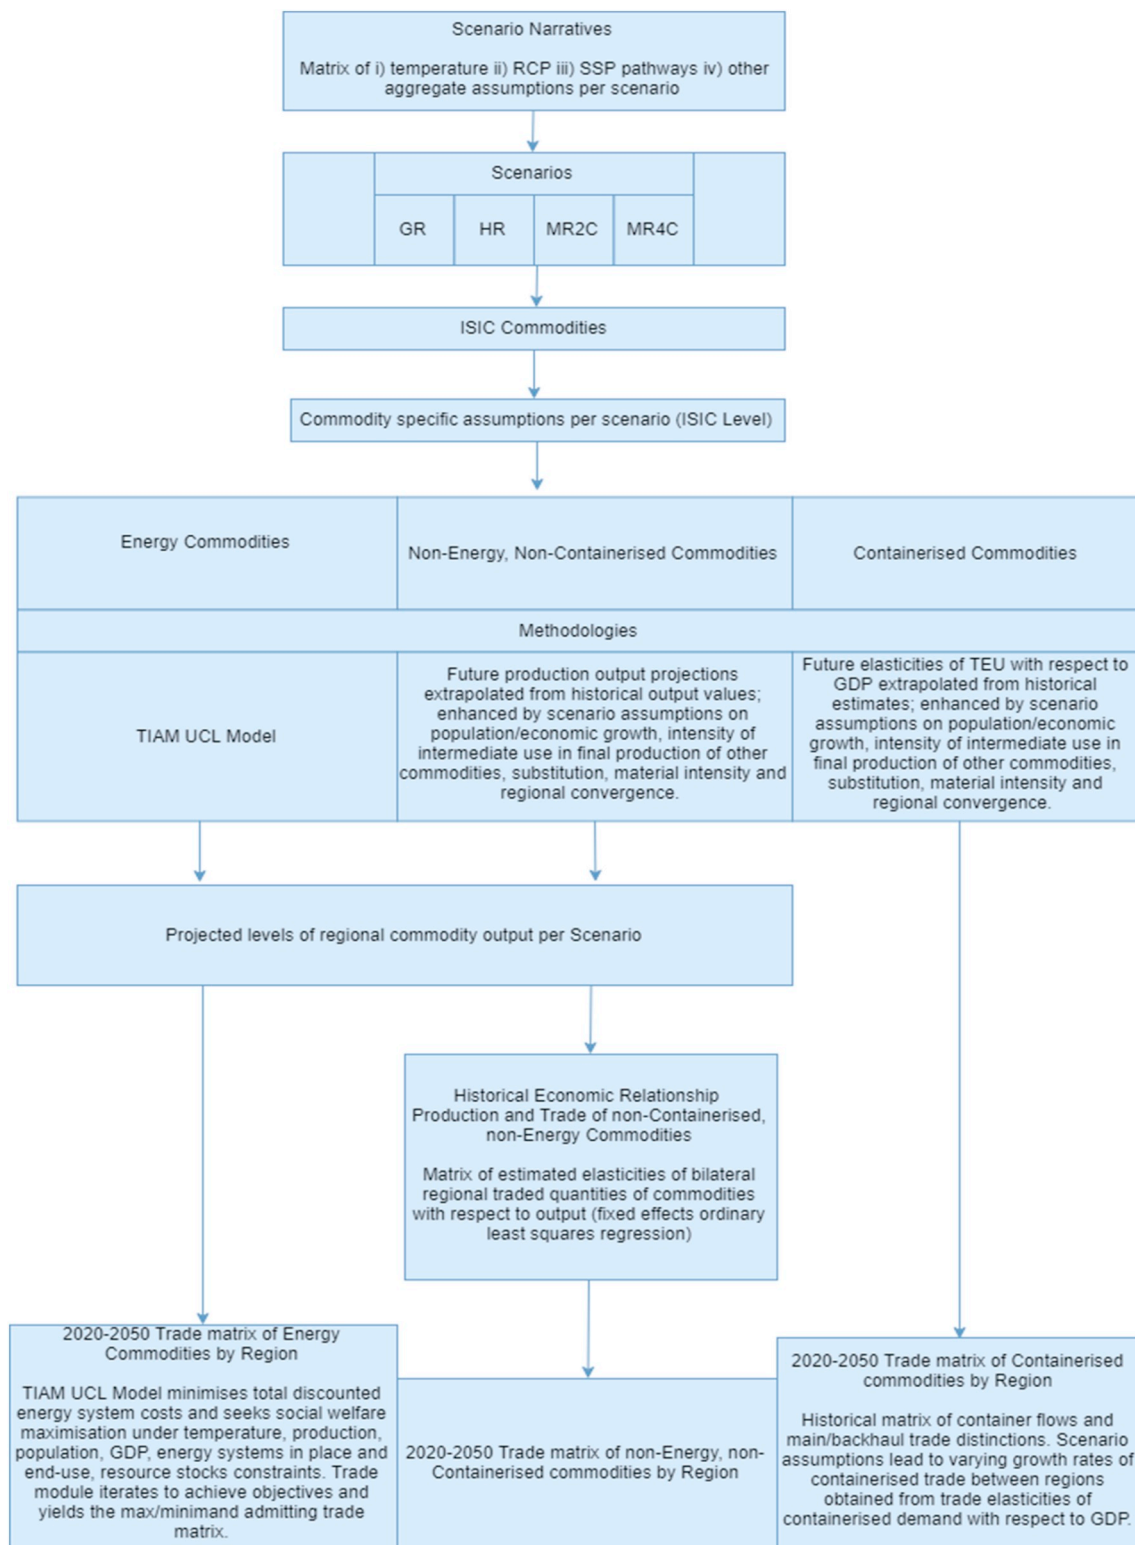 Scenario Narratives
Matrix of i) temperature ii) RCP iii) SSP pathways iv) other
aggregate assumptions per scenario
Scenarios
GR
HR
MR2C
MR4C
ISIC Commodities
Commodity specific assumptions per scenario (ISIC Level)
Energy Commodities
Non-Energy, Non-Containerised Commodities
Containerised Commodities
Methodologies
TIAM UCL Model
Future production output projections
extrapolated from historical output values;
enhanced by scenario assumptions on
population/economic growth, intensity of
intermediate use in final production of other
commodities, substitution, material intensity and
regional convergence.
Future elasticities of TEU with respect to
GDP extrapolated from historical
estimates; enhanced by scenario
assumptions on population/economic
growth, intensity of intermediate use in
final production of other commodities,
substitution, material intensity and
regional convergence.
Projected levels of regional commodity output per Scenario
Historical Economic Relationship
Production and Trade of non-Containerised,
non-Energy Commodities
Matrix of estimated elasticities of bilateral
regional traded quantities of commodities
with respect to output (fixed effects ordinary
least squares regression)
2020-2050 Trade matrix of Energy
Commodities by Region
TIAM UCL Model minimises total discounted
energy system costs and seeks social welfare
maximisation under temperature, production,
population, GDP, energy systems in place and
end-use, resource stocks constraints. Trade
module iterates to achieve objectives and
yields the max/minimand admitting trade
matrix.
2020-2050 Trade matrix of non-Energy, non-
Containerised commodities by Region
2020-2050 Trade matrix of Containerised
commodities by Region
Historical matrix of container flows and
main/backhaul trade distinctions. Scenario
assumptions lead to varying growth rates of
containerised trade between regions
obtained from trade elasticities of
containerised demand with respect to GDP.